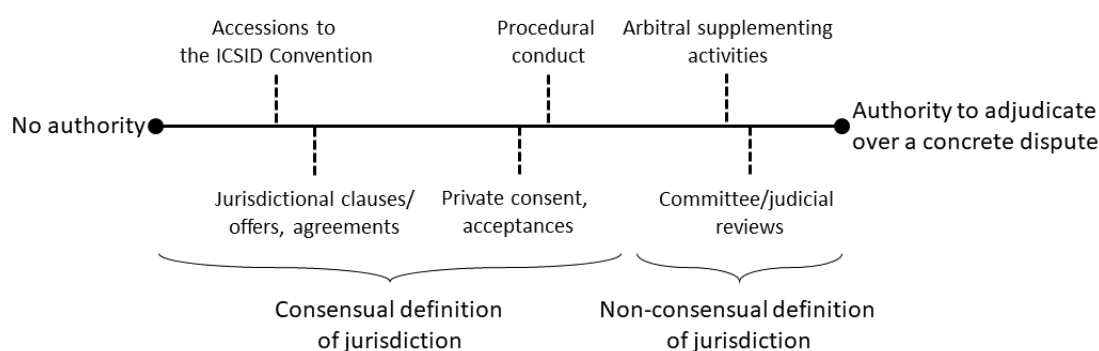 Accessions to
the ICSID Convention
Procedural
conduct
Arbitral supplementing
activities
No authority
Authority to adjudicate
over a concrete dispute
Jurisdictional clauses/
offers, agreements
Private consent,
acceptances
Committee/judicial
reviews
Consensual definition
of jurisdiction
Non-consensual definition
of jurisdiction